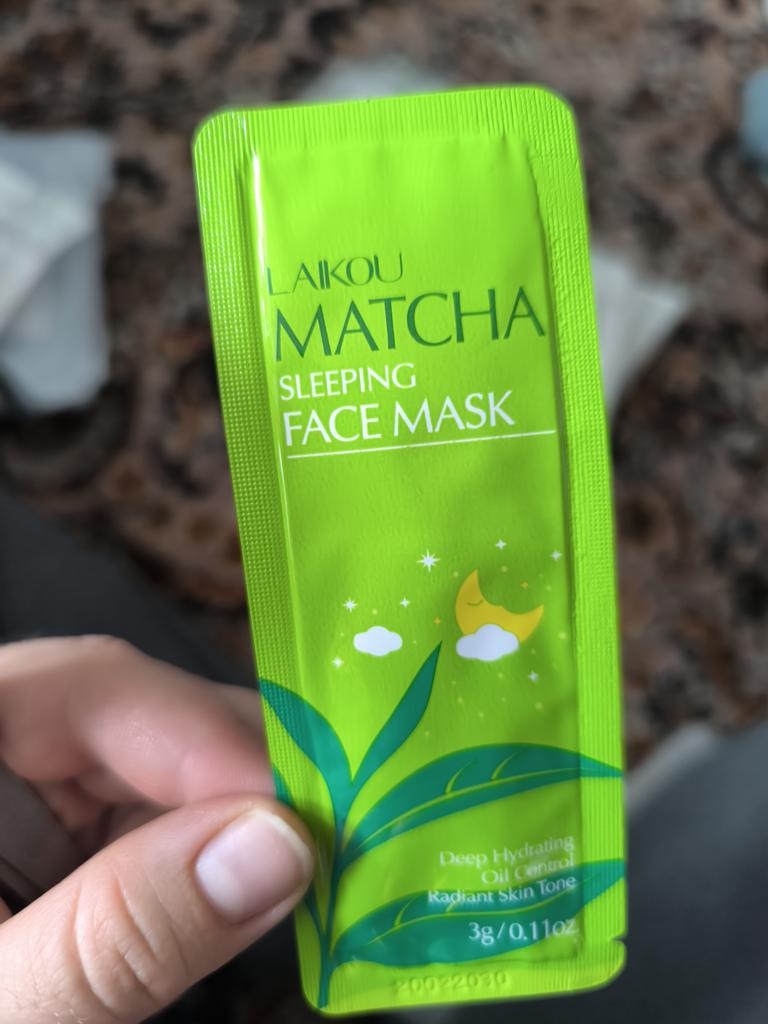 LAIKOU
MATCHA
SLEEPING
FACE MASK
Deep Hydrating
Oil Control
Radiant Skin Tone
3g/0.11oz